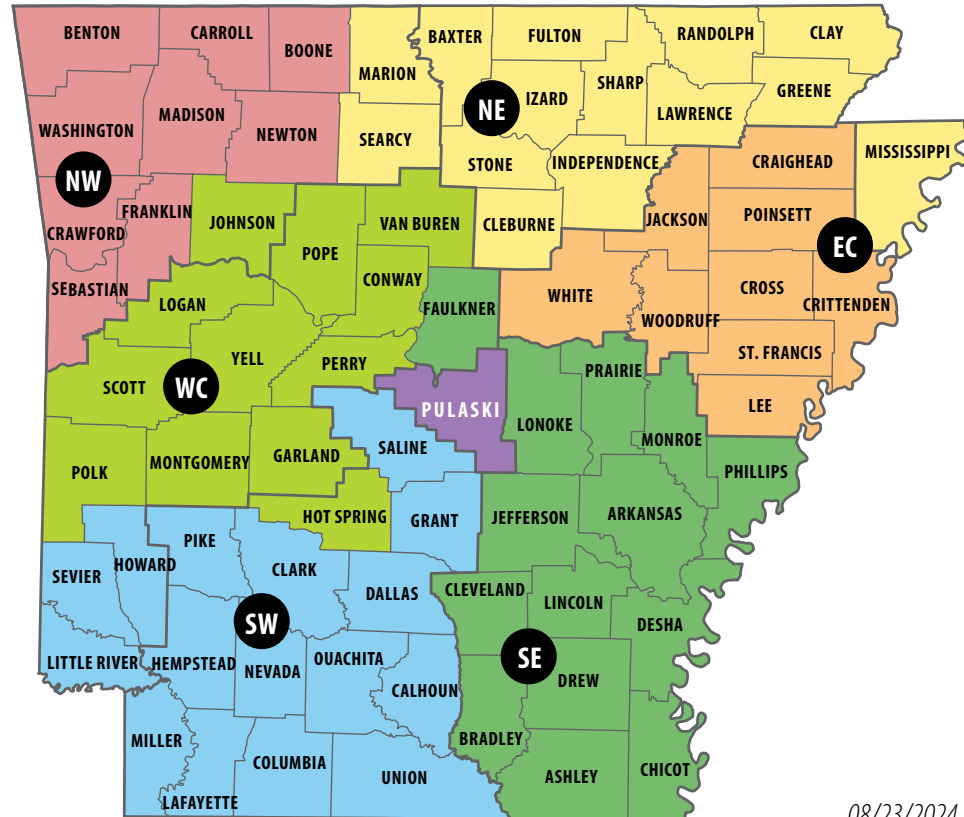 BENTON
CARROLL
BOONE
MARION
BAXTER
FULTON
RANDOLPH
CLAY
WASHINGTON
MADISON
NEWTON
SEARCY
NE
IZARD
SHARP
LAWRENCE
GREENE
NW
STONE
INDEPENDENCE
CRAIGHEAD
MISSISSIPPI
CRAWFORD
FRANKLIN
JOHNSON
POPE
VAN BUREN
CLEBURNE
JACKSON
POINSETT
EC
SEBASTIAN
LOGAN
CONWAY
FAULKNER
WHITE
WOODRUFF
CROSS
CRITTENDEN
SCOTT
WC
YELL
PERRY
PULASKI
PRAIRIE
ST. FRANCIS
LEE
POLK
MONTGOMERY
GARLAND
SALINE
LONOKE
MONROE
PHILLIPS
HOT SPRING
GRANT
JEFFERSON
ARKANSAS
SEVIER
HOWARD
PIKE
CLARK
DALLAS
CLEVELAND
LINCOLN
DESHA
LITTLE RIVER
HEMPSTEAD
SW
NEVADA
OUACHITA
CALHOUN
SE
DREW
MILLER
LAFAYETTE
COLUMBIA
UNION
BRADLEY
ASHLEY
CHICOT
08/23/2024